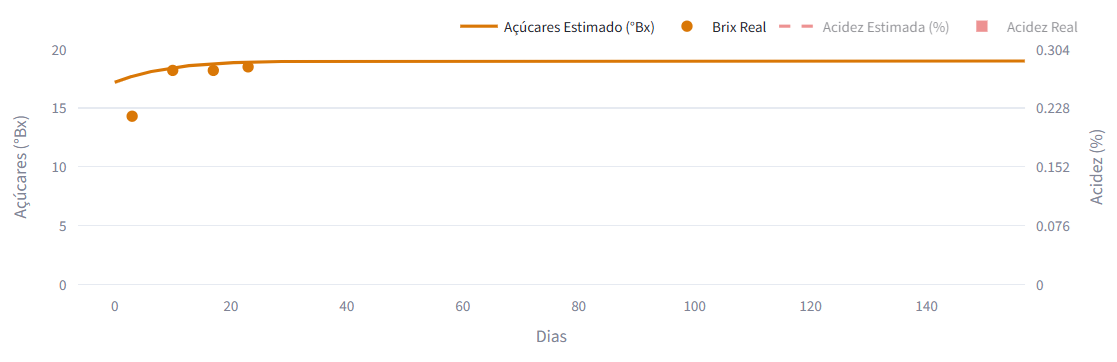 Açúcares Estimado (°Bx) Brix Real Acidez Estimada (%) Acidez Real
20 0.304
15 0.228
10 0.152
5 0.076
0 0
Açúcares (°Bx)
Acidez (%)
0 20 40 60 80 100 120 140
Dias